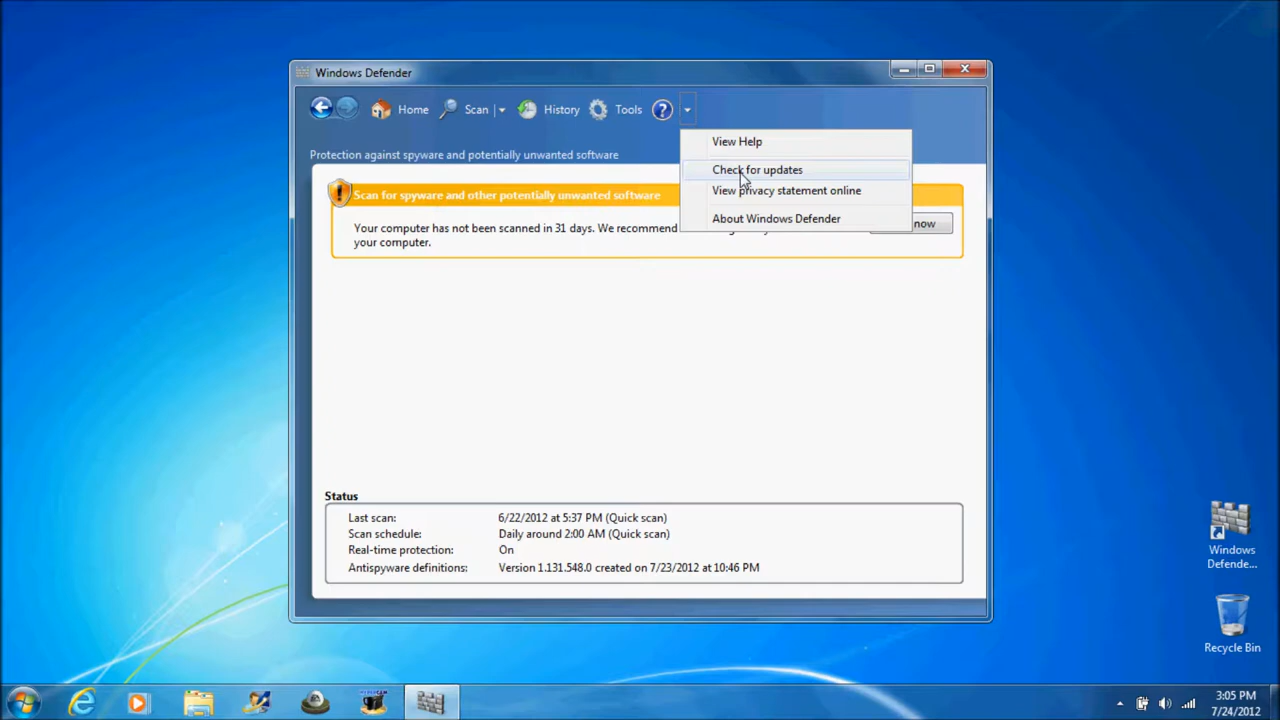 Windows Defender
Home
Scan
History
Tools
View Help
Check for updates
View privacy statement online
About Windows Defender
Protection against spyware and potentially unwanted software
Scan for spyware and other potentially unwanted software
Your computer has not been scanned in 31 days. We recommend
your computer.
now
Status
Last scan: 6/22/2012 at 5:37 PM (Quick scan)
Scan schedule: Daily around 2:00 AM (Quick scan)
Real-time protection: On
Antispyware definitions: Version 1.131.548.0 created on 7/23/2012 at 10:46 PM
Windows
Defende...
Recycle Bin
3:05 PM
7/24/2012